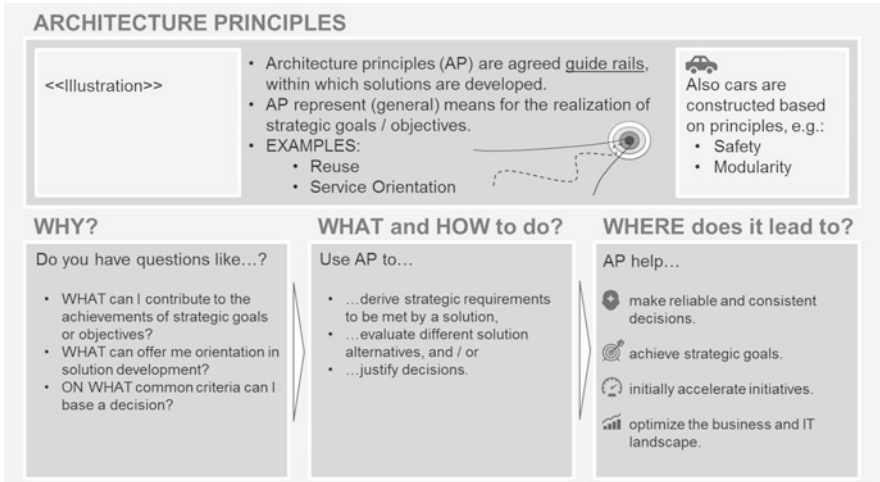 ARCHITECTURE PRINCIPLES
<<Illustration>>
• Architecture principles (AP) are agreed guide rails,
within which solutions are developed.
• AP represent (general) means for the realization of
strategic goals / objectives.
• EXAMPLES:
• Reuse
• Service Orientation
Also cars are
constructed based
on principles, e.g.:
• Safety
• Modularity
WHY?
Do you have questions like…?
• WHAT can I contribute to the
achievements of strategic goals
or objectives?
• WHAT can offer me orientation in
solution development?
• ON WHAT common criteria can I
base a decision?
WHAT and HOW to do?
Use AP to…
• …derive strategic requirements
to be met by a solution,
• …evaluate different solution
alternatives, and / or
• …justify decisions.
WHERE does it lead to?
AP help…
make reliable and consistent
decisions.
achieve strategic goals.
initially accelerate initiatives.
optimize the business and IT
landscape.